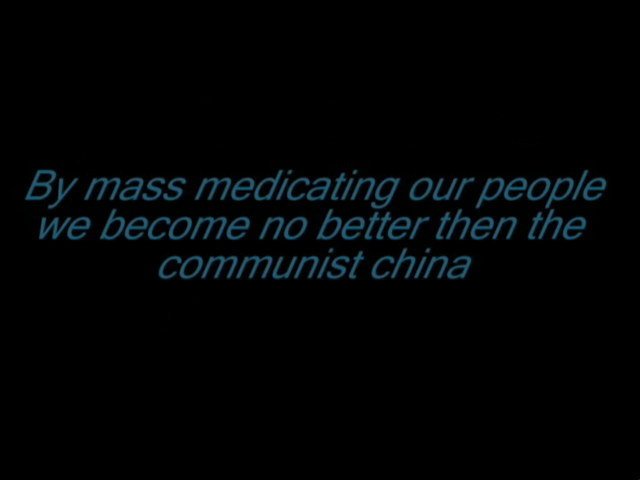 By mass medicating our people
we become no better then the
communist china